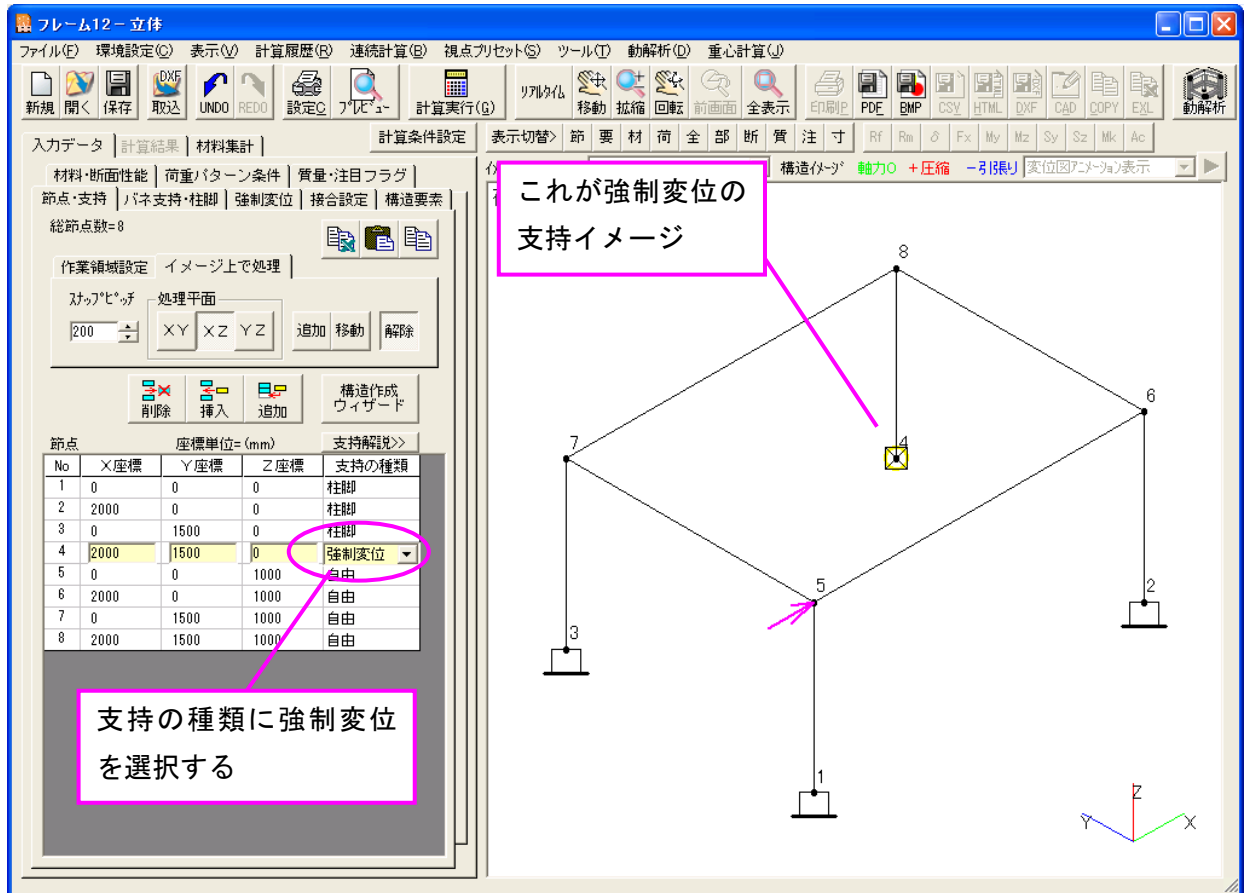 フレーム12－立体
ファイル(F) 環境設定(C) 表示(V) 計算履歴(R) 連続計算(B) 視点プリセット(S) ツール(T) 動解析(D) 重心計算(J)
新規 開く 保存 DXF 取込 UNDO REDO 設定C プレビュー 計算実行(G) リアルタイム 移動 拡縮 回転 前画面 全表示 印刷P PDF BMP CSV HTML DXF CAD COPY EXL 動解析
入力データ 計算結果 材料集計 計算条件設定 表示切替> 節 要 材 荷 全 部 断 質 注 寸 Rf Rm δ Fx My Mz Sy Sz Mk Ac
構造イメージ 軸力0 +圧縮 -引張り 変位図アニメーション表示
材料・断面性能 荷重パターン条件 質量・注目フラグ
節点・支持 バネ支持・柱脚 強制変位 接合設定 構造要素
総節点数=8
作業領域設定 イメージ上で処理
スナップピッチ 処理平面
200 XY XZ YZ 追加 移動 解除
削除 挿入 追加 構造作成
ウィザード
節点 座標単位=(mm) 支持解説>>
No X座標 Y座標 Z座標 支持の種類
1 0 0 0 柱脚
2 2000 0 0 柱脚
3 0 1500 0 柱脚
4 2000 1500 0 強制変位
5 0 0 1000 自由
6 2000 0 1000 自由
7 0 1500 1000 自由
8 2000 1500 1000 自由
支持の種類に強制変位
を選択する
これが強制変位の
支持イメージ
8
6
7
4
5
2
3
1
Z
Y
X